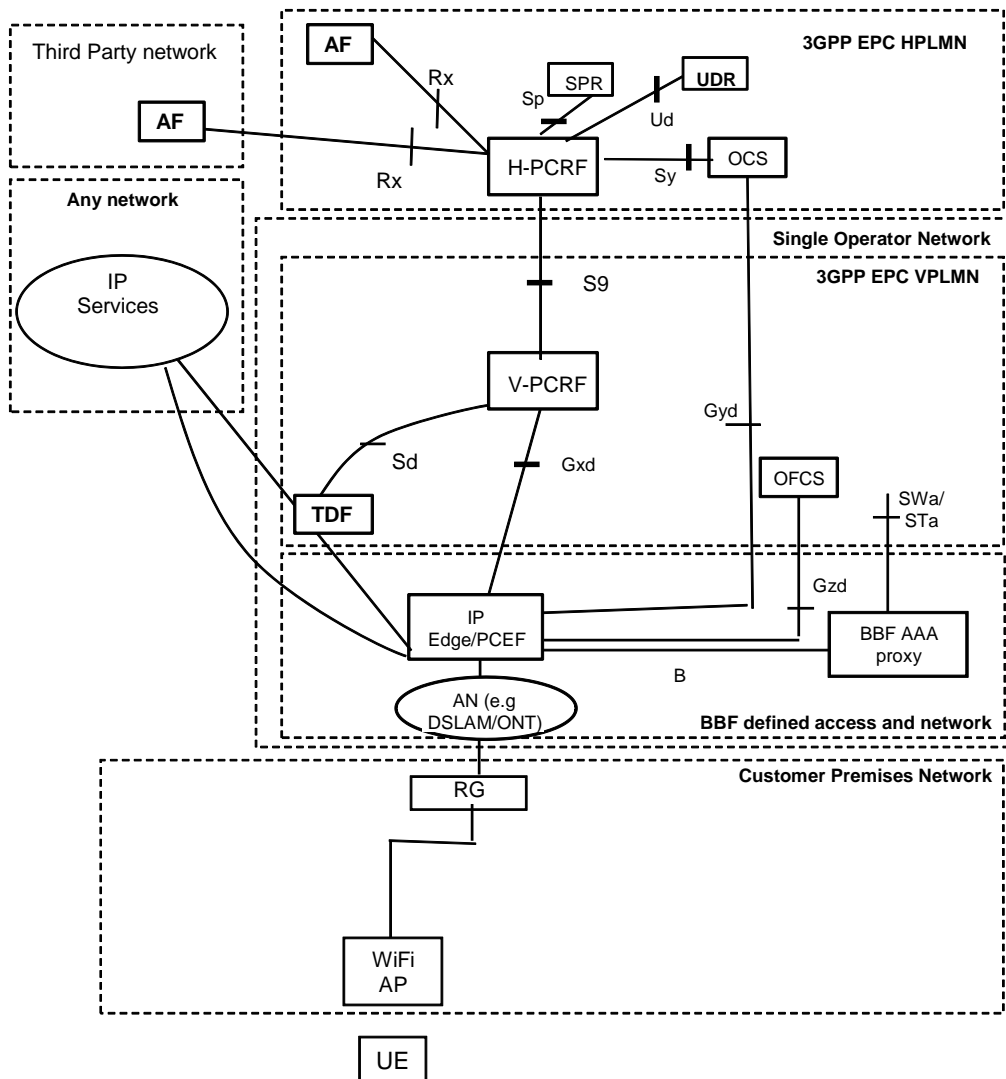 AF
3GPP EPC HPLMN
Third Party network
Rx
SPR
UDR
Sp
AF
Ud
H-PCRF
OCS
Rx
Sy
Any network
Single Operator Network
IP
Services
3GPP EPC VPLMN
S9
V-PCRF
Gyd
Sd
Gxd
OFCS
SWa/
STa
TDF
Gzd
IP
Edge/PCEF
BBF AAA
proxy
B
AN (e.g
DSLAM/ONT)
BBF defined access and network
Customer Premises Network
RG
WiFi
AP
UE